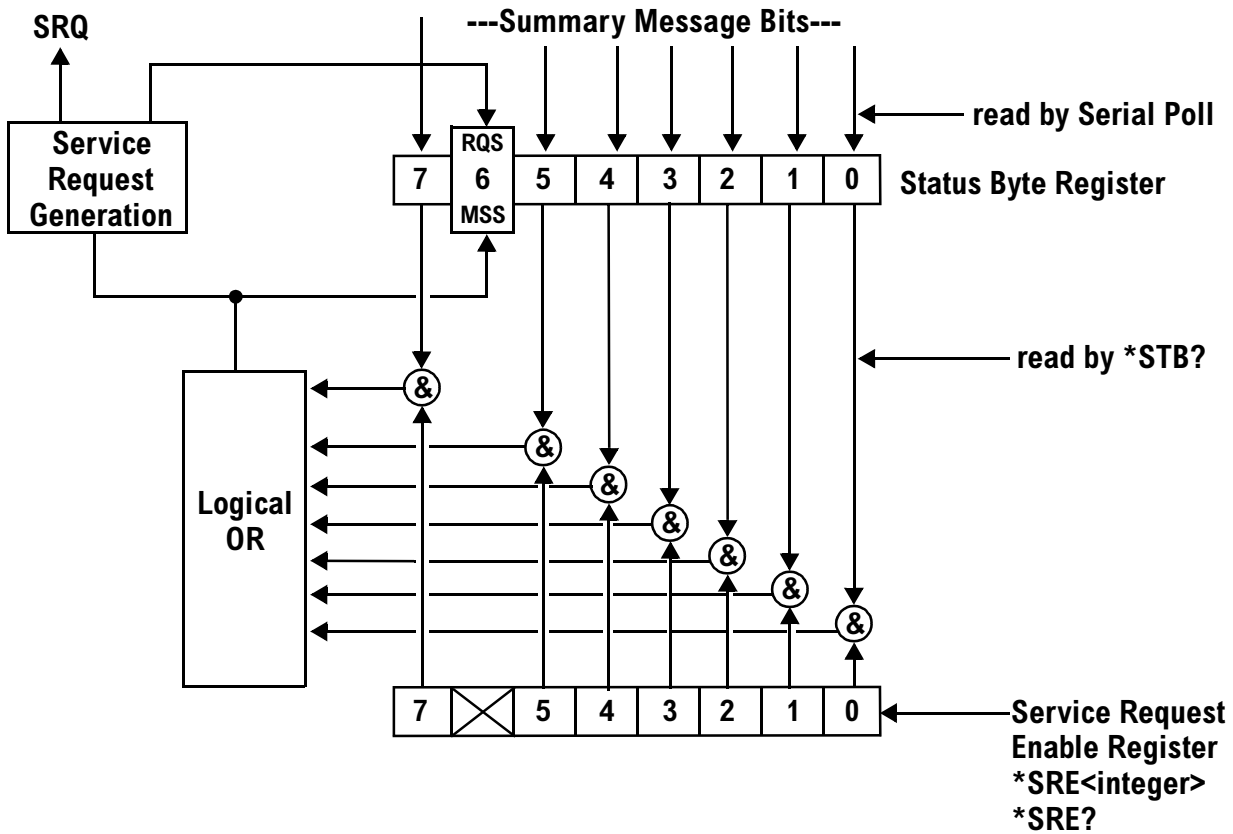 ---Summary Message Bits---
SRQ
read by Serial Poll
Service
Request
Generation
RQS
7 6 5 4 3 2 1 0
MSS
Status Byte Register
read by *STB?
&
&
&
&
&
&
&
Logical
OR
7 5 4 3 2 1 0
Service Request
Enable Register
*SRE<integer>
*SRE?